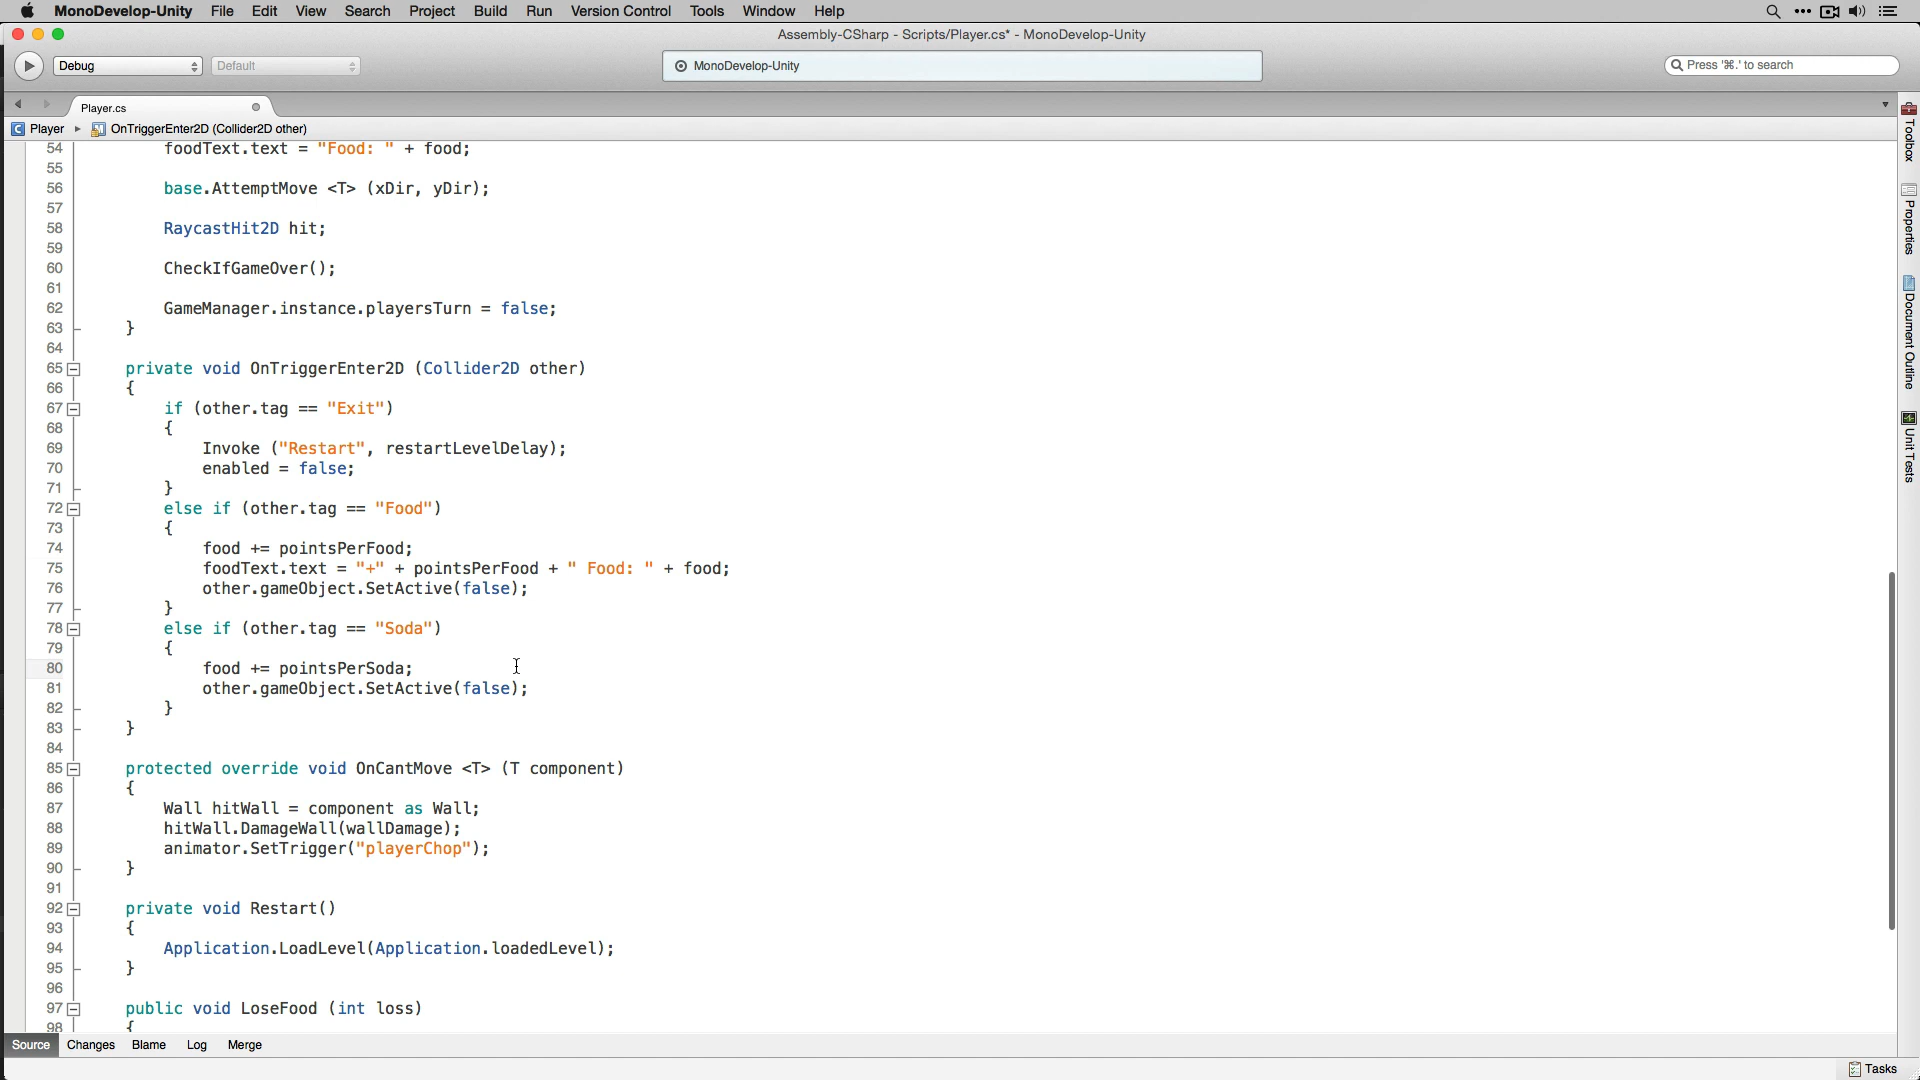 MonoDevelop-Unity File Edit View Search Project Build Run Version Control Tools Window Help
Assembly-CSharp - Scripts/Player.cs* - MonoDevelop-Unity
Debug Default MonoDevelop-Unity Press '⌘.' to search
Player.cs
Player OnTriggerEnter2D (Collider2D other)
54 foodText.text = "Food: " + food;
55
56 base.AttemptMove <T> (xDir, yDir);
57
58 RaycastHit2D hit;
59
60 CheckIfGameOver();
61
62 GameManager.instance.playersTurn = false;
63 }
64
65 private void OnTriggerEnter2D (Collider2D other)
66 {
67 if (other.tag == "Exit")
68 {
69 Invoke ("Restart", restartLevelDelay);
70 enabled = false;
71 }
72 else if (other.tag == "Food")
73 {
74 food += pointsPerFood;
75 foodText.text = "+" + pointsPerFood + " Food: " + food;
76 other.gameObject.SetActive(false);
77 }
78 else if (other.tag == "Soda")
79 {
80 food += pointsPerSoda;
81 other.gameObject.SetActive(false);
82 }
83 }
84
85 protected override void OnCantMove <T> (T component)
86 {
87 Wall hitWall = component as Wall;
88 hitWall.DamageWall(wallDamage);
89 animator.SetTrigger("playerChop");
90 }
91
92 private void Restart()
93 {
94 Application.LoadLevel(Application.loadedLevel);
95 }
96
97 public void LoseFood (int loss)
98 {
Toolbox
Properties
Document Outline
Unit Tests
Source Changes Blame Log Merge
Tasks